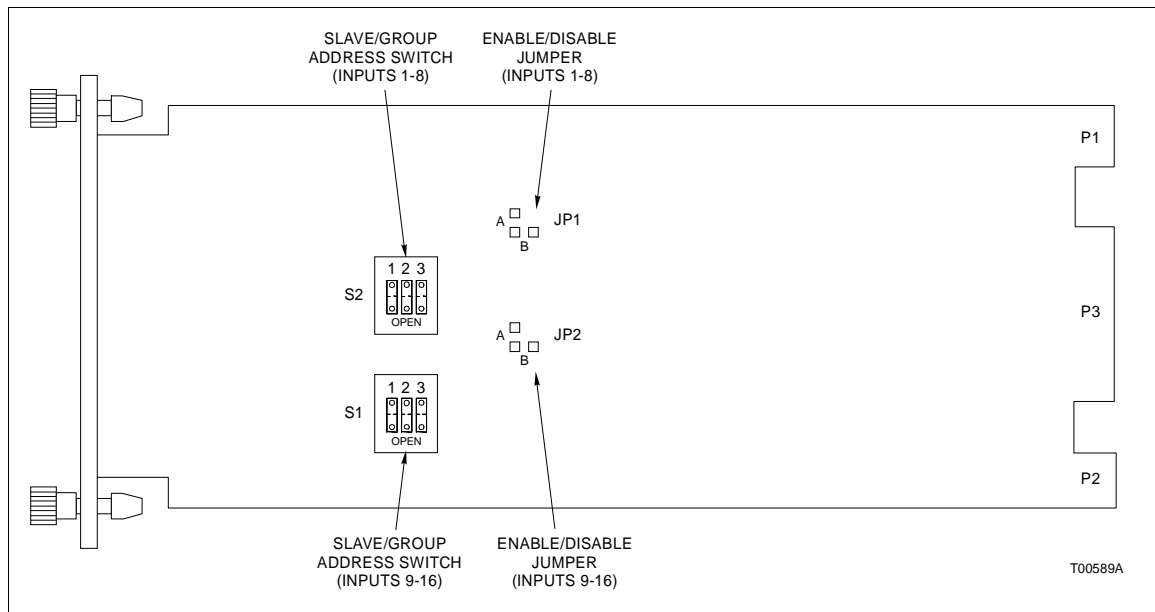 SLAVE/GROUP
ADDRESS SWITCH
(INPUTS 1-8)
ENABLE/DISABLE
JUMPER
(INPUTS 1-8)
P1
A
JP1
B
1 2 3
S2
OPEN
P3
A
JP2
B
1 2 3
S1
OPEN
P2
SLAVE/GROUP
ADDRESS SWITCH
(INPUTS 9-16)
ENABLE/DISABLE
JUMPER
(INPUTS 9-16)
T00589A